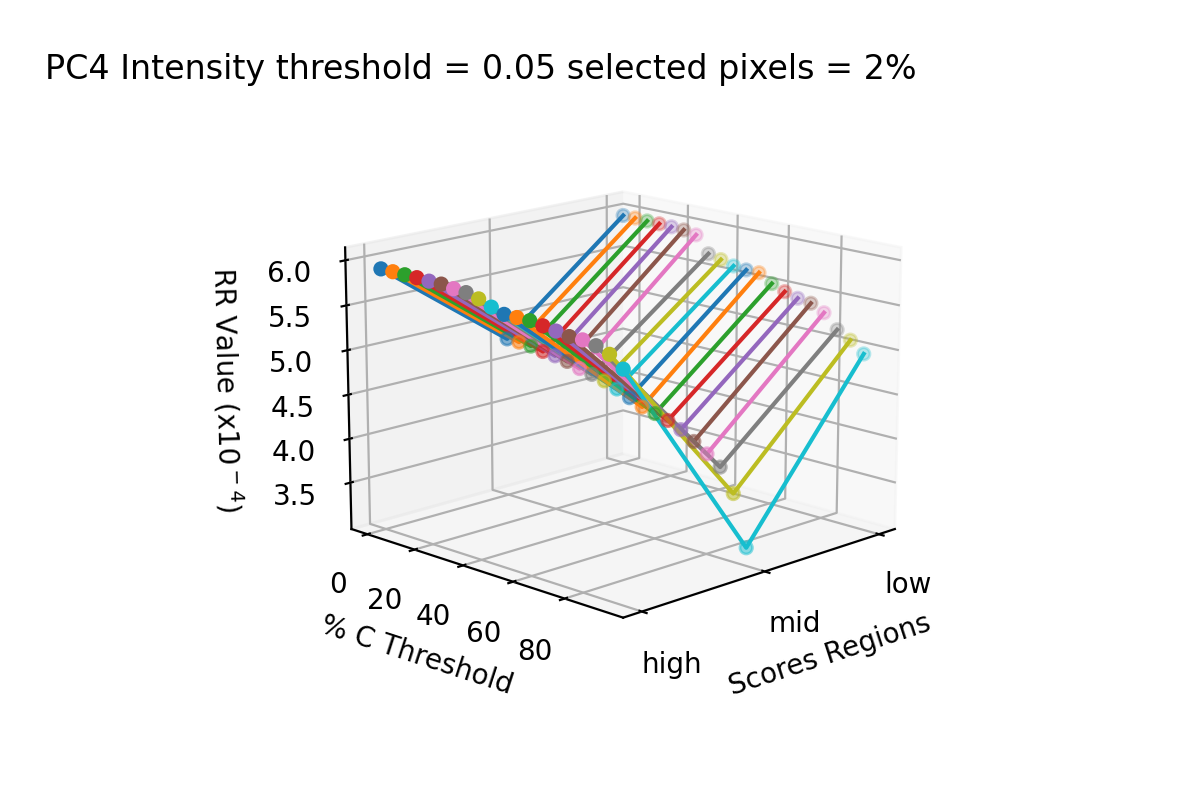 PC4 Intensity threshold = 0.05 selected pixels = 2%
RR Value (x10⁻⁴)
6.0
5.5
5.0
4.5
4.0
3.5
0
20
40
60
80
% C Threshold
high
mid
low
Scores Regions